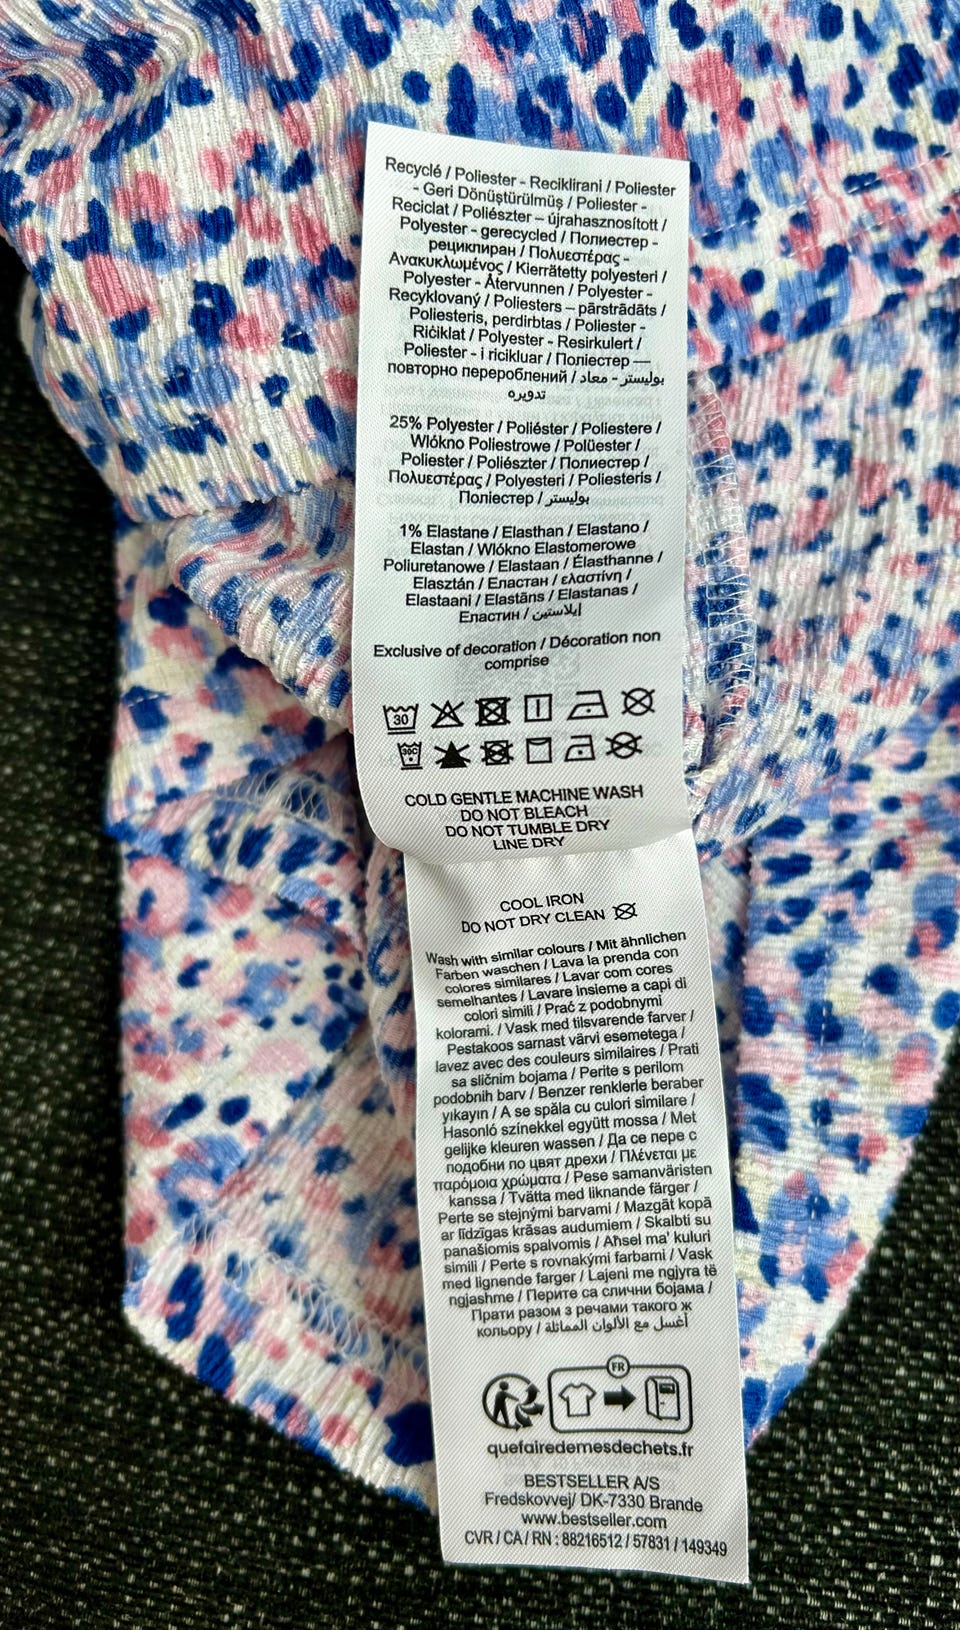 Recyclé / Poliester - Reciklirani / Poliester
- Geri Dönüştürülmüş / Poliester -
Reciclat / Poliészter – újrahasznosított /
Polyester - gerecycled / Полиестер -
рециклиран / Πολυεστέρας -
Ανακυκλωμένος / Kierrätetty polyesteri /
Polyester - Återvunnen / Polyester -
Recyklovaný / Poliesters – pārstrādāts /
Poliesteris, perdirbtas / Poliester -
Riċiklat / Polyester - Resirkulert /
Poliester - i ricikluar / Поліестер —
повторно перероблений / بوليستر - معاد
تدويره
25% Polyester / Poliéster / Poliestere /
Włókno Poliestrowe / Polüester /
Poliester / Poliészter / Полиестер /
Πολυεστέρας / Polyesteri / Poliesteris /
Поліестер / بوليستر
1% Elastane / Elasthan / Elastano /
Elastan / Włókno Elastomerowe
Poliuretanowe / Elastaan / Élasthanne /
Elasztán / Еластан / ελαστίνη /
Elastaani / Elastāns / Elastanas /
Еластин / إيلاستين
Exclusive of decoration / Décoration non
comprise
30
30C
COLD GENTLE MACHINE WASH
DO NOT BLEACH
DO NOT TUMBLE DRY
LINE DRY
COOL IRON
DO NOT DRY CLEAN
Wash with similar colours / Mit ähnlichen
Farben waschen / Lava la prenda con
colores similares / Lavar com cores
semelhantes / Lavare insieme a capi di
colori simili / Prać z podobnymi
kolorami. / Vask med tilsvarende farver /
Pestakoos sarnast värvi esemetega /
lavez avec des couleurs similaires / Prati
sa sličnim bojama / Perite s perilom
podobnih barv / Benzer renklerle beraber
yıkayın / A se spăla cu culori similare /
Hasonló színekkel együtt mossa / Met
gelijke kleuren wassen / Да се пере с
подобни по цвят дрехи / Πλένεται με
παρόμοια χρώματα / Pese samanväristen
kanssa / Tvätta med liknande färger /
Perte se stejnými barvami / Mazgāt kopā
ar līdzīgas krāsas audumiem / Skalbti su
panašiomis spalvomis / Aħsel ma' kuluri
simili / Perte s rovnakými farbami / Vask
med lignende farger / Lajeni me ngjyra të
ngjashme / Перите са слични бојама /
Прати разом з речами такого ж
кольору / أغسل مع الألوان المماثلة
FR
quefairedemesdechets.fr
BESTSELLER A/S
Fredskovvej/ DK-7330 Brande
www.bestseller.com
CVR / CA / RN : 88216512 / 57831 / 149349